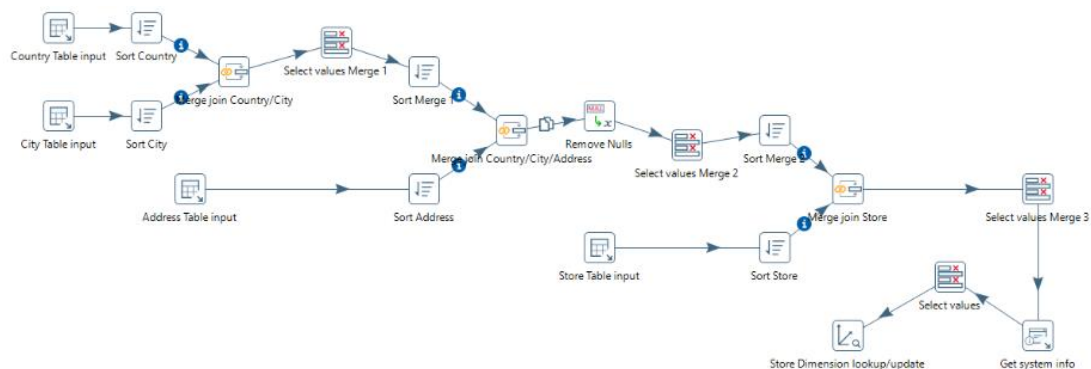 Country Table input
Sort Country
Select values Merge 1
Merge join Country/City
Sort Merge 1
City Table input
Sort City
Merge join Country/City/Address
Remove Nulls
Select values Merge 2
Sort Merge 2
Address Table input
Sort Address
Merge join Store
Select values Merge 3
Store Table input
Sort Store
Select values
Store Dimension lookup/update
Get system info